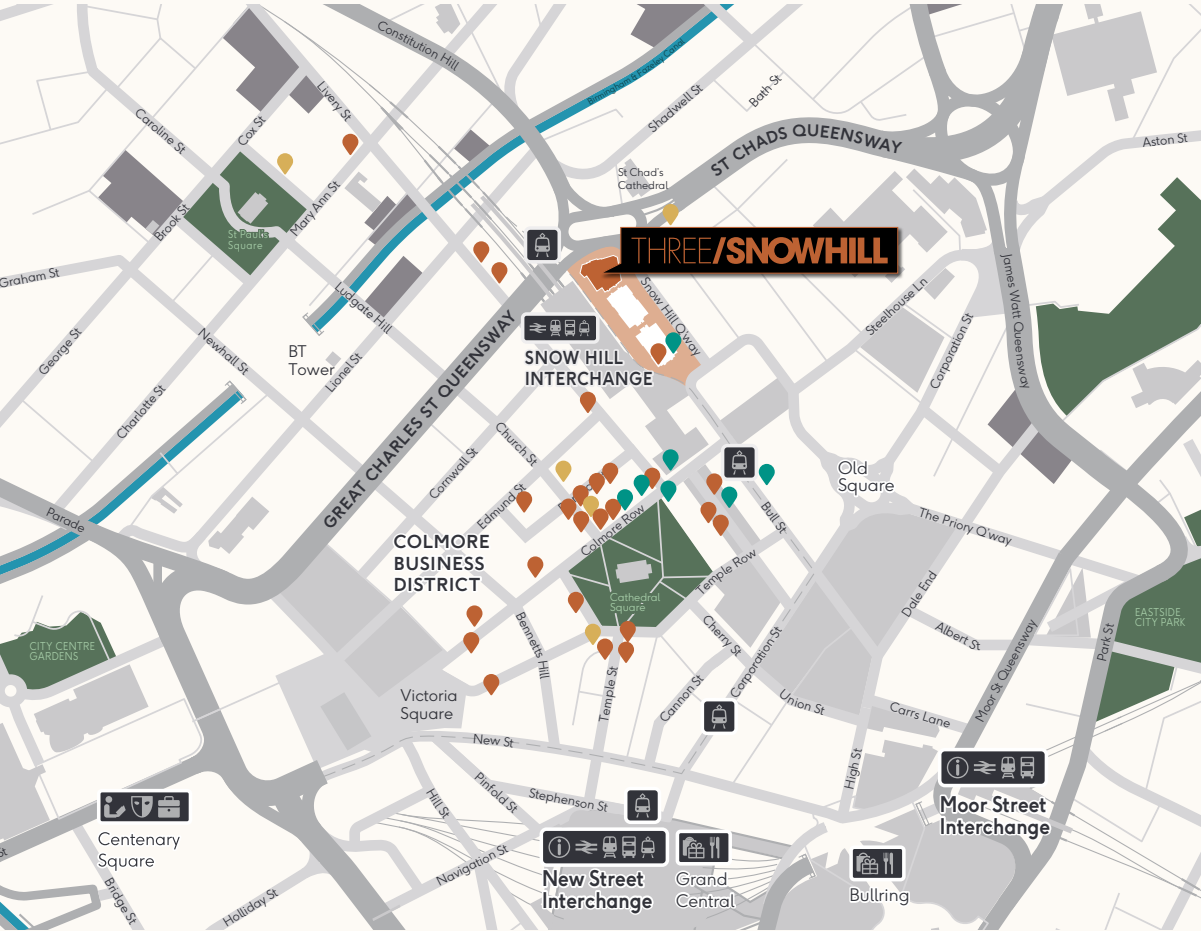 Constitution Hill
Birmingham & Fazeley Canal
Livery St
Shadwell St
Bath St
Cox St
Caroline St
ST CHADS QUEENSWAY
Aston St
St Chad's
Cathedral
Mary Ann St
Brook St
St Paul's
Square
THREE/SNOWHILL
Graham St
Ludgate Hill
Snow Hill Q'way
James Watt Queensway
Steelhouse Ln
George St
Newhall St
BT
Tower
Lionel St
SNOW HILL
INTERCHANGE
Corporation St
Charlotte St
GREAT CHARLES ST QUEENSWAY
Church St
Cornwall St
Edmund St
Old
Square
Parade
Colmore Row
Bull St
The Priory Q'way
COLMORE
BUSINESS
DISTRICT
Temple Row
Cathedral
Square
Dale End
Albert St
EASTSIDE
CITY PARK
Park St
CITY CENTRE
GARDENS
Bennetts Hill
Cherry St
Corporation St
Moor St Queensway
Victoria
Square
Temple St
Cannon St
Union St
Carrs Lane
New St
High St
Pinfold St
Stephenson St
Hill St
Moor Street
Interchange
Centenary
Square
New Street
Interchange
Grand
Central
Bullring
Navigation St
Bridge St
Holliday St